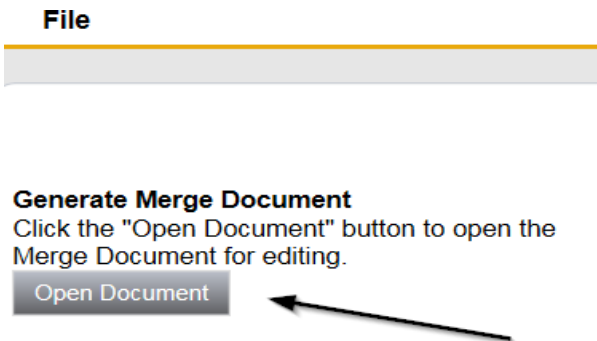 File
Generate Merge Document
Click the "Open Document" button to open the
Merge Document for editing.
Open Document